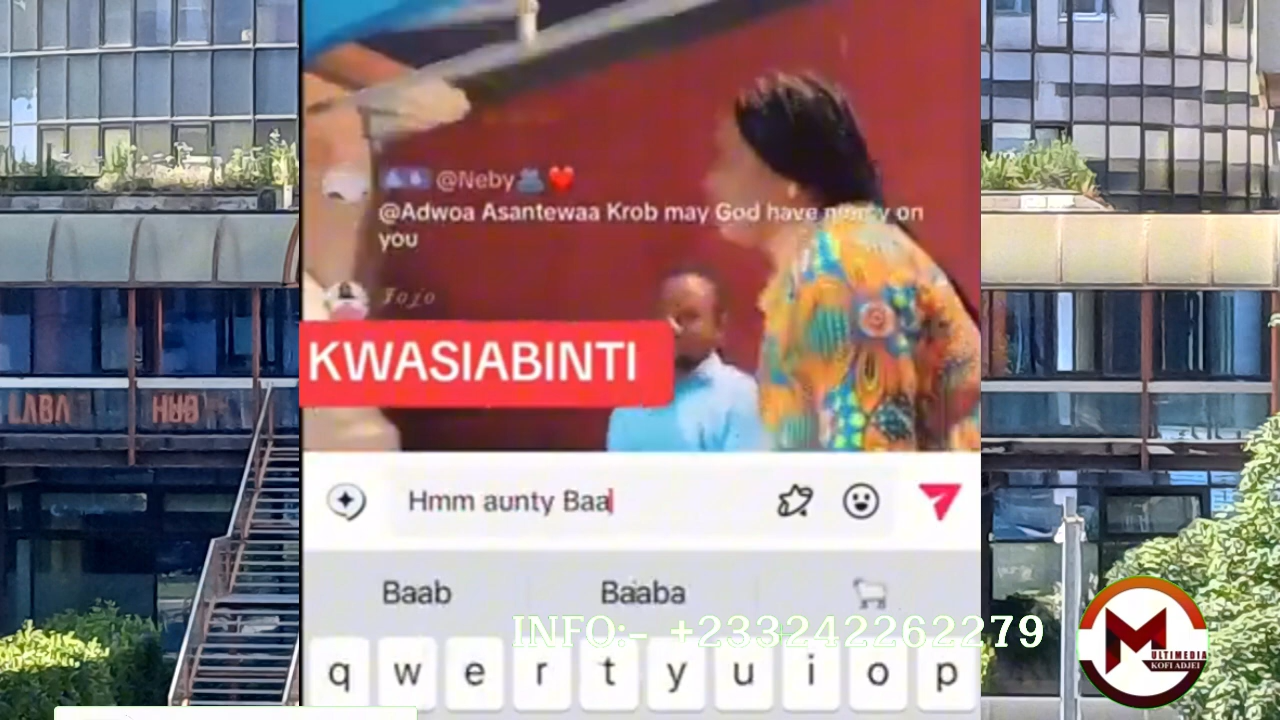 @Neby
@Adwoa Asantewaa Krob may God have mercy on
you
Jojo
KWASIABINTI
LABA HUB
Hmm aunty Baa
Baab Baaba
INFO:- +233242262279
q w e r t y u i o p
MULTIMEDIA
KOFI ADJEI